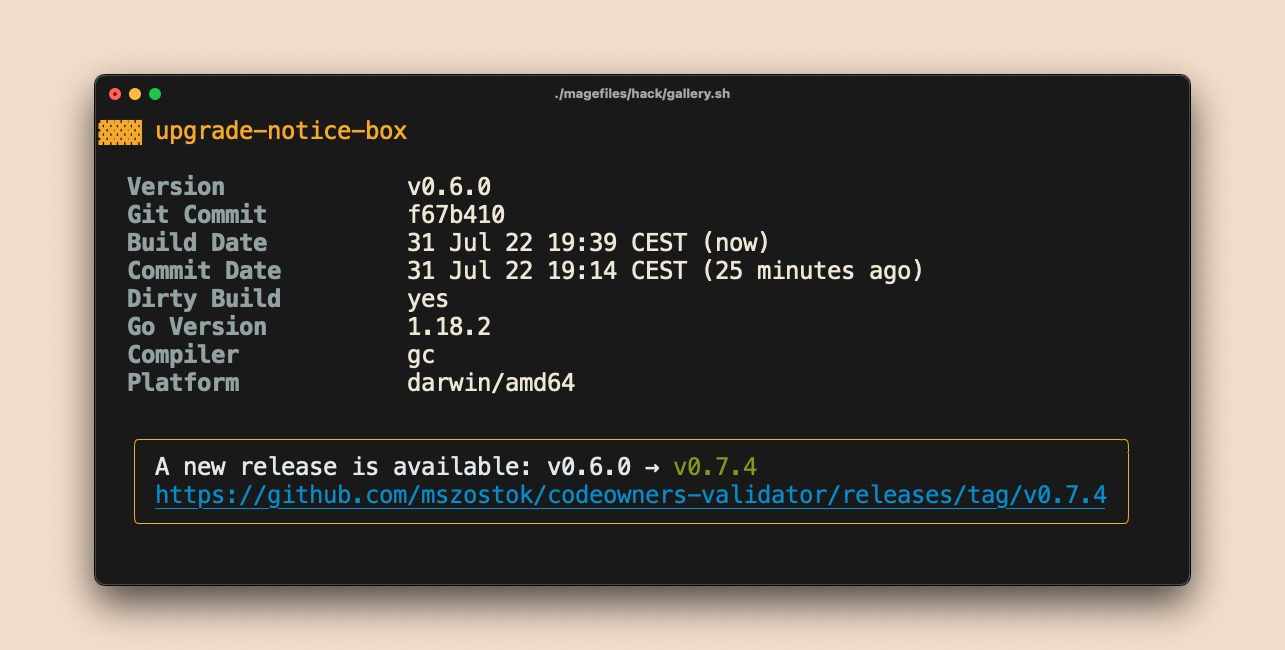 ./magefiles/hack/gallery.sh
▓▓▓ upgrade-notice-box
Version v0.6.0
Git Commit f67b410
Build Date 31 Jul 22 19:39 CEST (now)
Commit Date 31 Jul 22 19:14 CEST (25 minutes ago)
Dirty Build yes
Go Version 1.18.2
Compiler gc
Platform darwin/amd64
A new release is available: v0.6.0 → v0.7.4
https://github.com/mszostok/codeowners-validator/releases/tag/v0.7.4